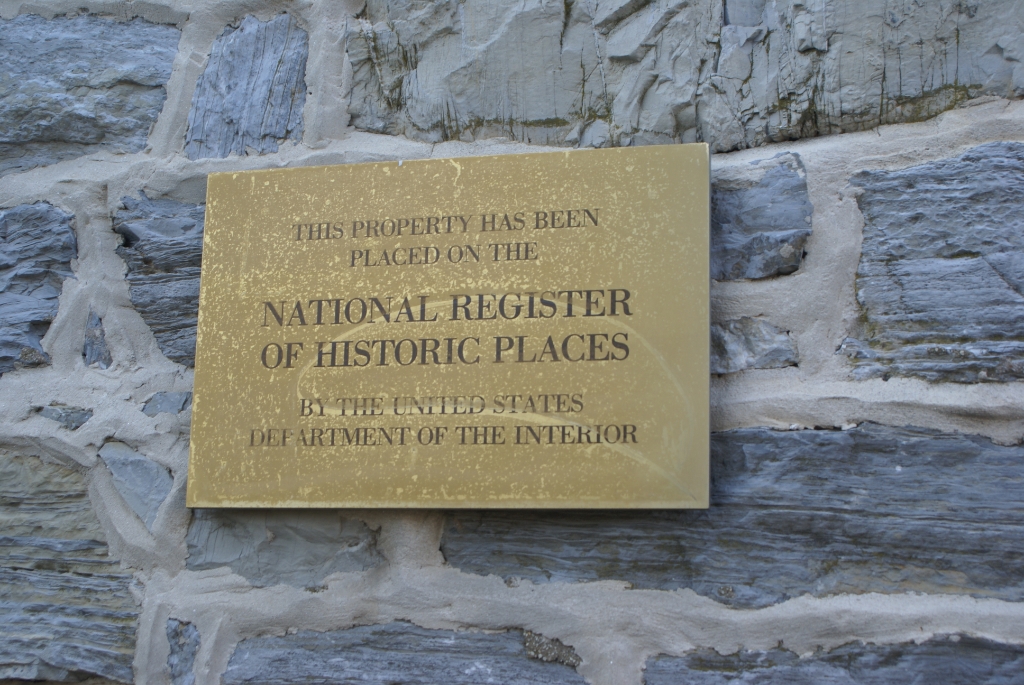 THIS PROPERTY HAS BEEN
PLACED ON THE
NATIONAL REGISTER
OF HISTORIC PLACES
BY THE UNITED STATES
DEPARTMENT OF THE INTERIOR